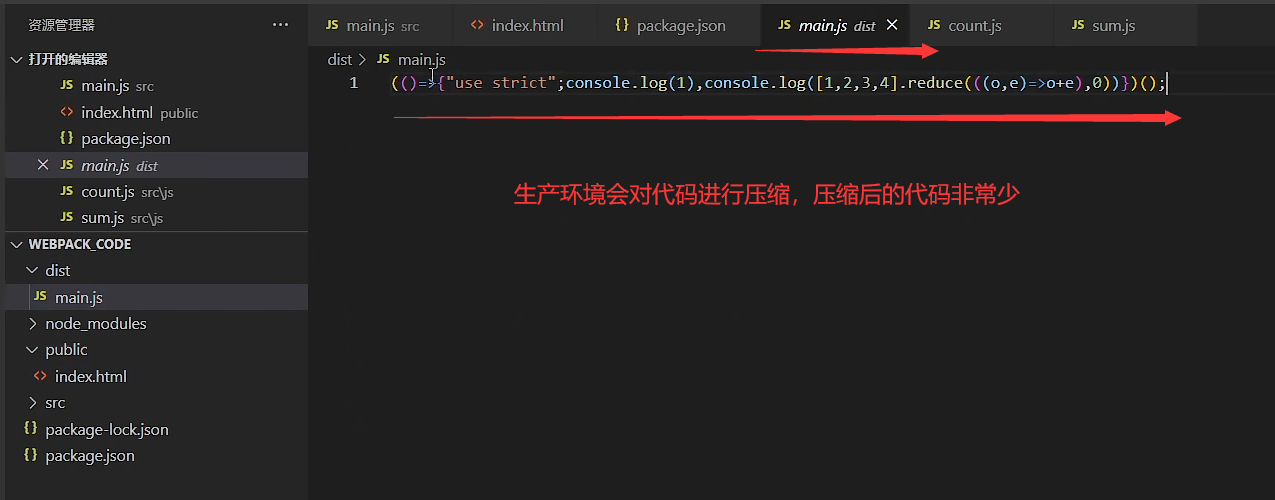 资源管理器 ···
打开的编辑器
JS main.js src
<> index.html public
{} package.json
JS main.js dist
JS count.js src\js
JS sum.js src\js
WEBPACK_CODE
dist
JS main.js
node_modules
public
<> index.html
src
{} package-lock.json
{} package.json
JS main.js src <> index.html {} package.json JS main.js dist JS count.js JS sum.js
dist > JS main.js
1 (()=>{"use strict";console.log(1),console.log([1,2,3,4].reduce(((o,e)=>o+e),0))})();
生产环境会对代码进行压缩，压缩后的代码非常少